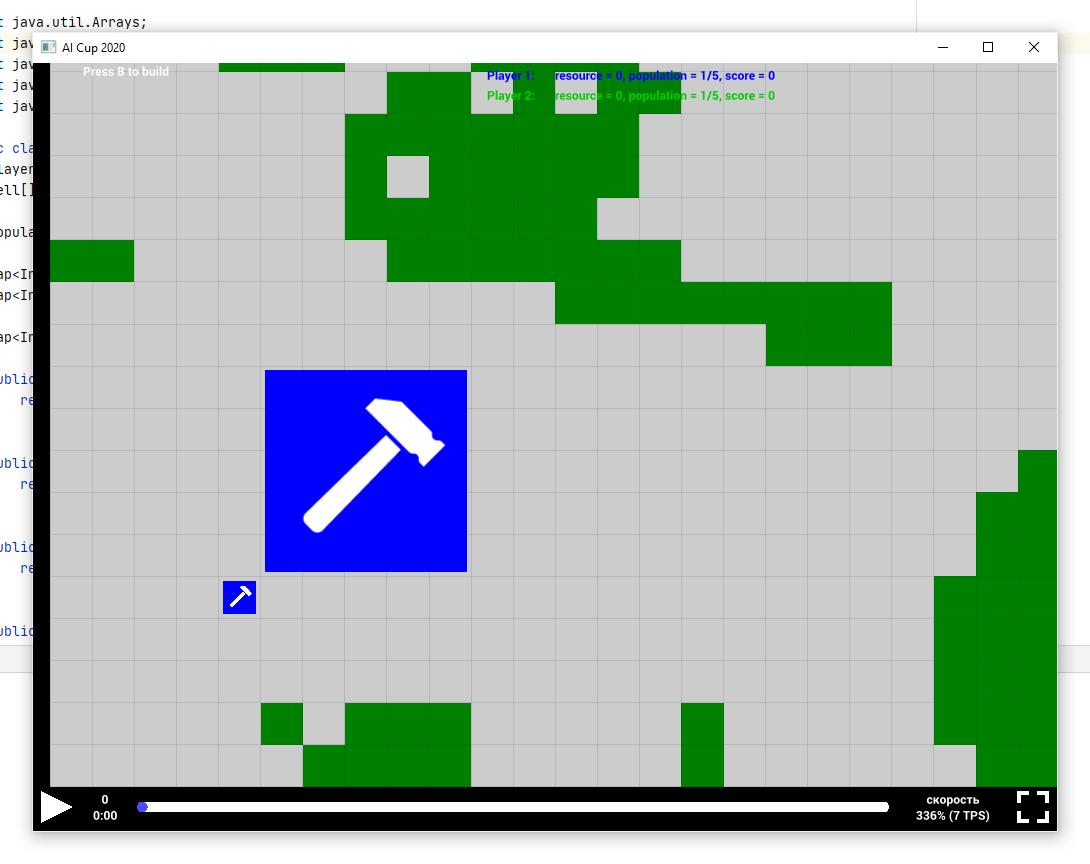 t java.util.Arrays;
t jav
AI Cup 2020
t jav
Press B to build
Player 1: resource = 0, population = 1/5, score = 0
t jav
Player 2: resource = 0, population = 1/5, score = 0
t jav
c cla
layer
ell[]
opula
ap<In
ap<In
ap<In
ublic
re
ublic
re
ublic
re
ublic
0
0:00
скорость
336% (7 TPS)